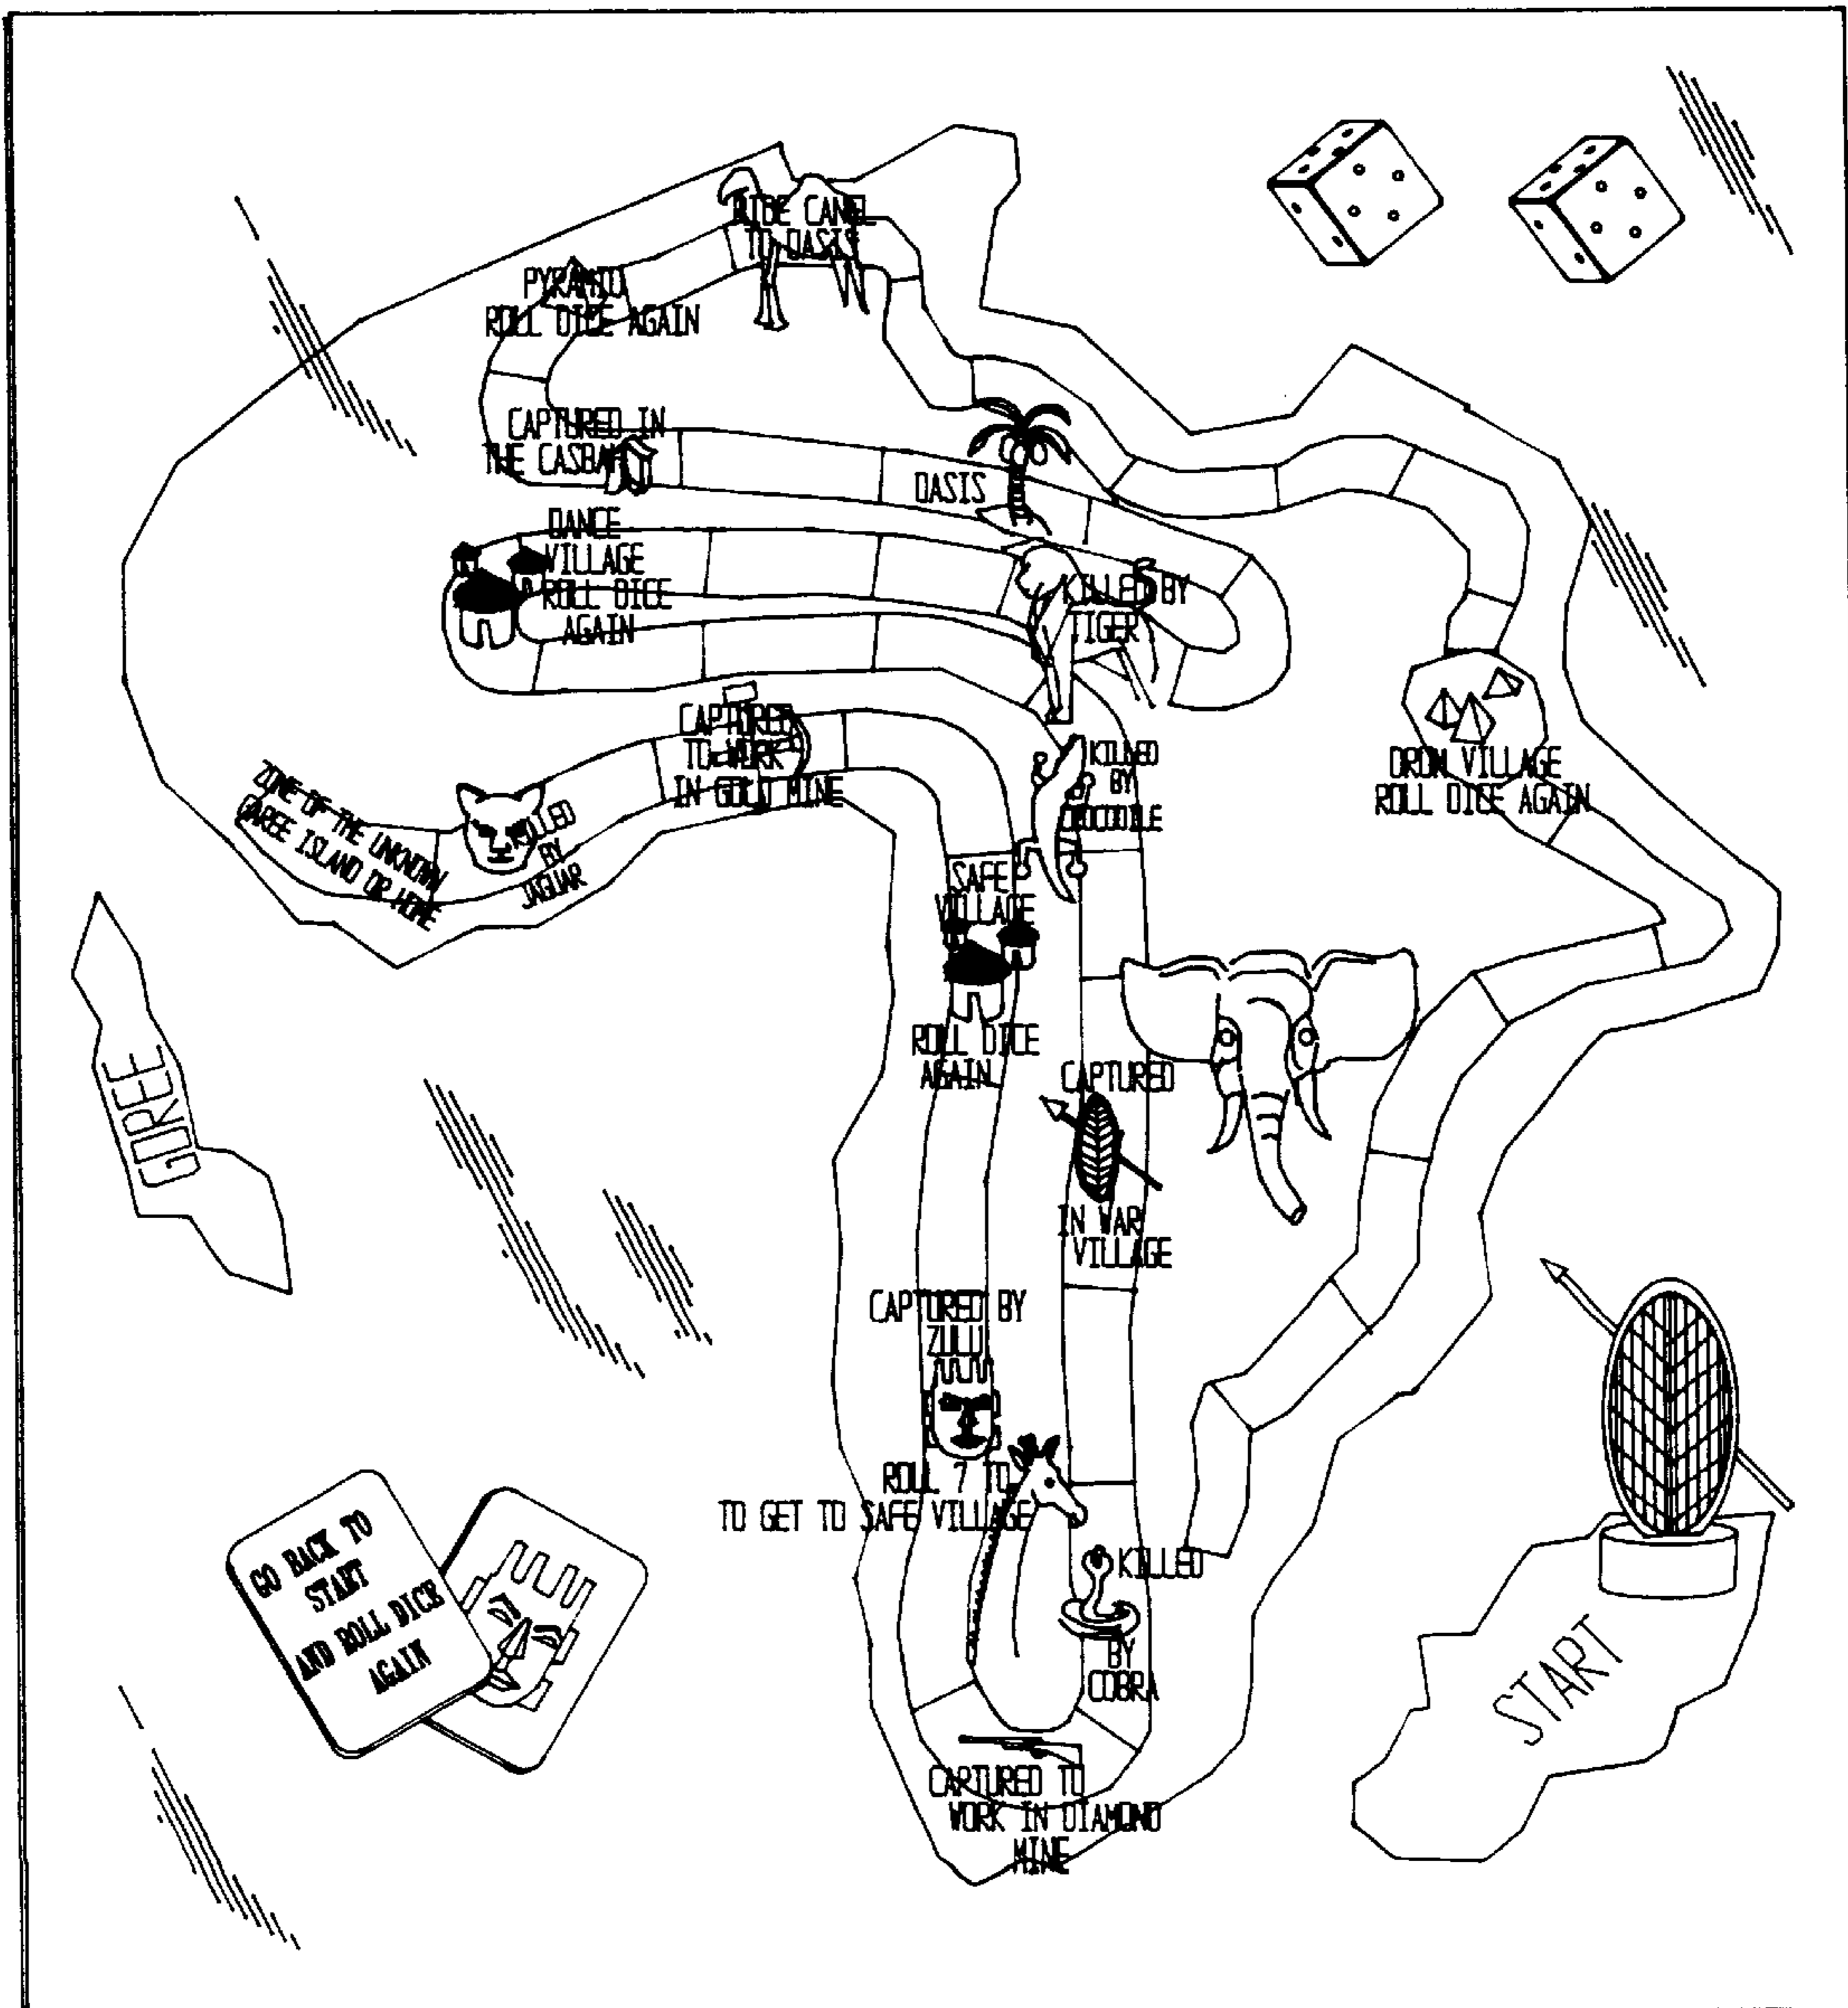 RIDE CAMEL
TO OASIS
PYRAMID
ROLL DICE AGAIN
CAPTURED IN
THE CASBAH
OASIS
DANCE
VILLAGE
ROLL DICE
AGAIN
KILLED BY
TIGER
CAPTURED
TO WORK
IN GOLD MINE
KILLED
BY
CROCODILE
DRUM VILLAGE
ROLL DICE AGAIN
ZONE OF THE UNKNOWN
ISLAND OR HOME
KILLED
BY
JAGUAR
SAFE
VILLAGE
ROLL DICE
AGAIN
GOREE
CAPTURED
IN WAR
VILLAGE
CAPTURED BY
ZULU
ROLL 7 TO
TO GET TO SAFE VILLAGE
GO BACK TO
START
AND ROLL DICE
AGAIN
KILLED
BY
COBRA
START
CAPTURED TO
WORK IN DIAMOND
MINE